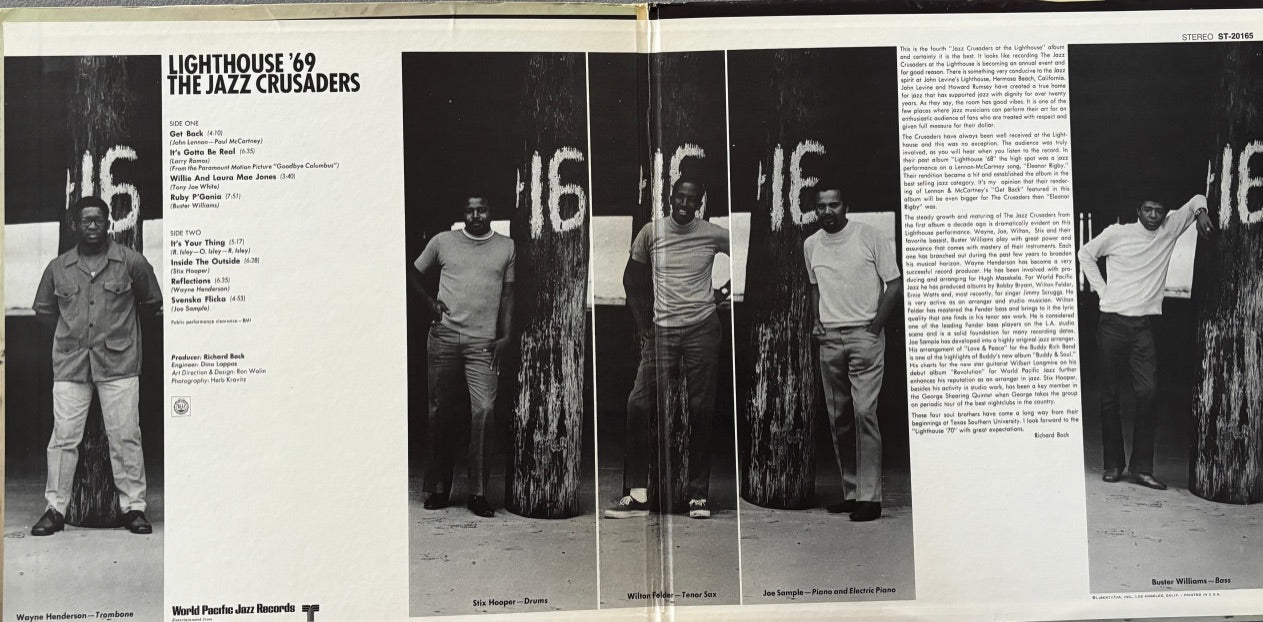 LIGHTHOUSE '69
THE JAZZ CRUSADERS
SIDE ONE
Get Back (4:10)
(John Lennon—Paul McCartney)
It's Gotta Be Real (6:35)
(Larry Ramos)
(From the Paramount Motion Picture "Goodbye Columbus")
Willie And Laura Mae Jones (3:40)
(Tony Joe White)
Ruby P'Gonia (7:51)
(Buster Williams)
SIDE TWO
It's Your Thing (5:17)
(R. Isley—O. Isley—R. Isley)
Inside The Outside (6:28)
(Stix Hooper)
Reflections (6:35)
(Wayne Henderson)
Svenska Flicka (4:53)
(Joe Sample)
Public performance clearance—BMI
Producer: Richard Bock
Engineer: Dino Lappas
Art Direction & Design: Ron Wolin
Photography: Herb Kravitz
World Pacific Jazz Records
Entertainment from
16
Wayne Henderson—Trombone
16
Stix Hooper—Drums
16
Wilton Felder—Tenor Sax
16
Joe Sample—Piano and Electric Piano
STEREO ST-20165
This is the fourth "Jazz Crusaders at the Lighthouse" album
and certainly it is the best. It looks like recording The Jazz
Crusaders at the Lighthouse is becoming an annual event and
for good reason. There is something very conducive to the jazz
spirit at John Levine's Lighthouse, Hermosa Beach, California.
John Levine and Howard Rumsey have created a true home
for jazz that has supported jazz with dignity for over twenty
years. As they say, the room has good vibes. It is one of the
few places where jazz musicians can perform their art for an
enthusiastic audience of fans who are treated with respect and
given full measure for their dollar.
The Crusaders have always been well received at the Light-
house and this was no exception. The audience was truly
involved, as you will hear when you listen to the record. In
their past album "Lighthouse '68" the high spot was a jazz
performance on a Lennon-McCartney song, "Eleanor Rigby."
Their rendition became a hit and established the album in the
best selling jazz category. It's my opinion that their render-
ing of Lennon & McCartney's "Get Back" featured in this
album will be even bigger for The Crusaders than "Eleanor
Rigby" was.
The steady growth and maturing of The Jazz Crusaders from
the first album a decade ago is dramatically evident on this
Lighthouse performance. Wayne, Joe, Wilton, Stix and their
favorite bassist, Buster Williams play with great power and
assurance that comes with mastery of their instruments. Each
one has branched out during the past few years to broaden
his musical horizon. Wayne Henderson has become a very
successful record producer. He has been involved with pro-
ducing and arranging for Hugh Masekela. For World Pacific
Jazz he has produced albums by Bobby Bryant, Wilton Felder,
Ernie Watts and, most recently, for singer Jimmy Scruggs. He
is very active as an arranger and studio musician. Wilton
Felder has mastered the Fender bass and brings to it the lyric
quality that one finds in his tenor sax work. He is considered
one of the leading Fender bass players on the L.A. studio
scene and is a solid foundation for many recording dates.
Joe Sample has developed into a highly original jazz arranger.
His arrangement of "Love & Peace" for the Buddy Rich Band
is one of the highlights of Buddy's new album "Buddy & Soul."
His charts for the new star guitarist Wilbert Longmire on his
debut album "Revolution" for World Pacific Jazz further
enhances his reputation as an arranger in jazz. Stix Hooper,
besides his activity in studio work, has been a key member in
the George Shearing Quintet when George takes the group
on periodic tour of the best nightclubs in the country.
These four soul brothers have come a long way from their
beginnings at Texas Southern University. I look forward to the
"Lighthouse '70" with great expectations.
Richard Bock
16
Buster Williams—Bass
© LIBERTY/UA, INC., LOS ANGELES, CALIF. · PRINTED IN U.S.A.